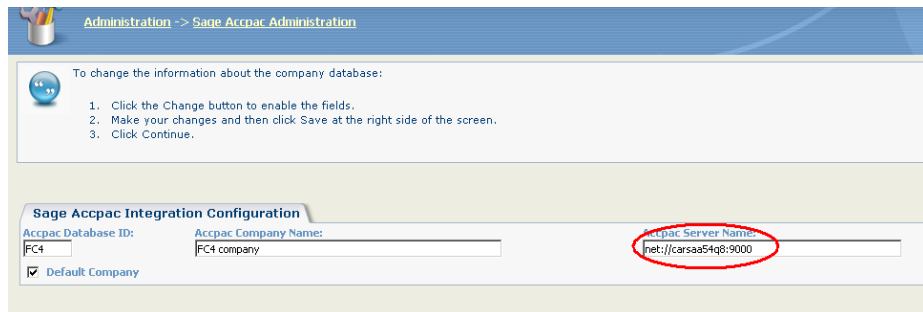 Administration -> Sage Accpac Administration
To change the information about the company database:
1. Click the Change button to enable the fields.
2. Make your changes and then click Save at the right side of the screen.
3. Click Continue.
Sage Accpac Integration Configuration
Accpac Database ID: Accpac Company Name: Accpac Server Name:
FC4 FC4 company net://carsaa54q8:9000
Default Company